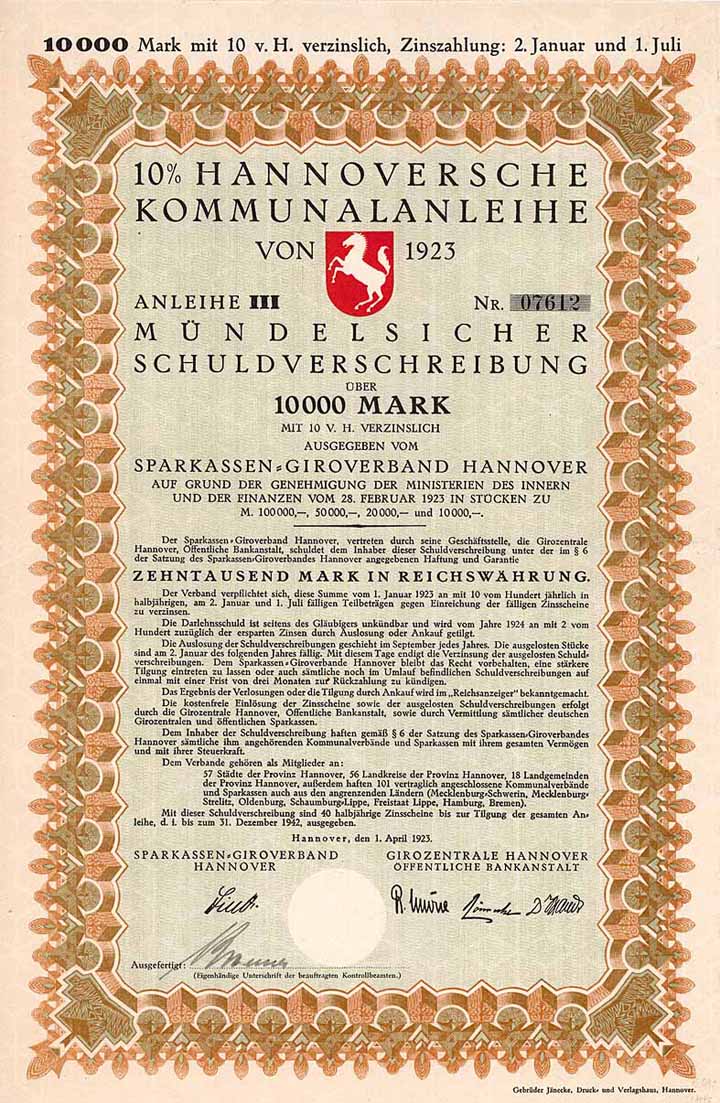 10000 Mark mit 10 v. H. verzinslich, Zinszahlung: 2. Januar und 1. Juli
10% HANNOVERSCHE
KOMMUNALANLEIHE
VON 1923
ANLEIHE III NR. 07612
MÜNDELSICHER
SCHULDVERSCHREIBUNG
ÜBER
10000 MARK
MIT 10 V. H. VERZINSLICH
AUSGEGEBEN VOM
SPARKASSEN=GIROVERBAND HANNOVER
AUF GRUND DER GENEHMIGUNG DER MINISTERIEN DES INNERN
UND DER FINANZEN VOM 28. FEBRUAR 1923 IN STÜCKEN ZU
M. 100000,—, 50000,—, 20000,— und 10000,—.
Der Sparkassen=Giroverband Hannover, vertreten durch seine Geschäftsstelle, die Girozentrale
Hannover, Öffentliche Bankanstalt, schuldet dem Inhaber dieser Schuldverschreibung unter der im § 6
der Satzung des Sparkassen=Giroverbandes Hannover angegebenen Haftung und Garantie
ZEHNTAUSEND MARK IN REICHSWÄHRUNG.
Der Verband verpflichtet sich, diese Summe vom 1. Januar 1923 an mit 10 vom Hundert jährlich in
halbjährigen, am 2. Januar und 1. Juli fälligen Teilbeträgen gegen Einreichung der fälligen Zinsscheine
zu verzinsen.
Die Darlehnsschuld ist seitens des Gläubigers unkündbar und wird vom Jahre 1924 an mit 2 vom
Hundert zuzüglich der ersparten Zinsen durch Auslosung oder Ankauf getilgt.
Die Auslosung der Schuldverschreibungen geschieht im September jedes Jahres. Die ausgelosten Stücke
sind am 2. Januar des folgenden Jahres fällig. Mit diesem Tage endigt die Verzinsung der ausgelosten Schuld=
verschreibungen. Dem Sparkassen=Giroverbande Hannover bleibt das Recht vorbehalten, eine stärkere
Tilgung eintreten zu lassen oder auch sämtliche noch im Umlauf befindlichen Schuldverschreibungen auf
einmal mit einer Frist von drei Monaten zur Rückzahlung zu kündigen.
Das Ergebnis der Verlosungen oder die Tilgung durch Ankauf wird im „Reichsanzeiger" bekanntgemacht.
Die kostenfreie Einlösung der Zinsscheine sowie der ausgelosten Schuldverschreibungen erfolgt
durch die Girozentrale Hannover, Öffentliche Bankanstalt, sowie durch Vermittlung sämtlicher deutschen
Girozentralen und öffentlichen Sparkassen.
Dem Inhaber der Schuldverschreibung haften gemäß § 6 der Satzung des Sparkassen=Giroverbandes
Hannover sämtliche ihm angehörenden Kommunalverbände und Sparkassen mit ihrem gesamten Vermögen
und mit ihrer Steuerkraft.
Dem Verbande gehören als Mitglieder an:
57 Städte der Provinz Hannover, 56 Landkreise der Provinz Hannover, 18 Landgemeinden
der Provinz Hannover, außerdem haften 101 vertraglich angeschlossene Kommunalverbände
und Sparkassen auch aus den angrenzenden Ländern (Mecklenburg=Schwerin, Mecklenburg=
Strelitz, Oldenburg, Schaumburg=Lippe, Freistaat Lippe, Hamburg, Bremen).
Mit dieser Schuldverschreibung sind 40 halbjährige Zinsscheine bis zur Tilgung der gesamten An=
leihe, d. i. bis zum 31. Dezember 1942, ausgegeben.
Hannover, den 1. April 1923.
SPARKASSEN=GIROVERBAND
HANNOVER
GIROZENTRALE HANNOVER
ÖFFENTLICHE BANKANSTALT
Ausgefertigt:
(Eigenhändige Unterschrift der beauftragten Kontrollbeamten.)
Gebrüder Jänecke, Druck= und Verlagshaus, Hannover.